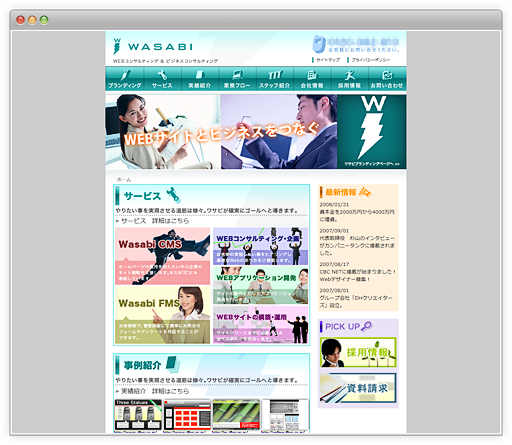 WASABI
WEBコンサルティング & ビジネスコンサルティング
お気軽にお問い合せください。
サイトマップ
プライバシーポリシー
ブランディング サービス 実績紹介 業務フロー スタッフ紹介 会社情報 採用情報 お問い合わせ
WEBサイトとビジネスをつなぐ
W
ワサビブランディングページへ >>
ホーム
サービス
やりたい事を実現させる道筋は様々。ワサビが確実にゴールへと導きます。
» サービス 詳細はこちら
Wasabi CMS
WEBコンサルティング・企画
WEBアプリケーション開発
Wasabi FMS
WEBサイトの構築・運用
事例紹介
やりたい事を実現させる道筋は様々。ワサビが確実にゴールへと導きます。
» 実績紹介 詳細はこちら
Three Statues
最新情報
2008/01/31
資本金を2000万円から4000万円
に増資。
2007/09/01
代表取締役 杉山のインタビュー
がカンパニータンクに掲載されま
した。
2007/08/17
CBC NETに掲載が始まりました!
Webデザイナー募集!
2007/08/01
グループ会社「DHクリエイター
ズ」設立。
PICK UP
採用情報
資料請求